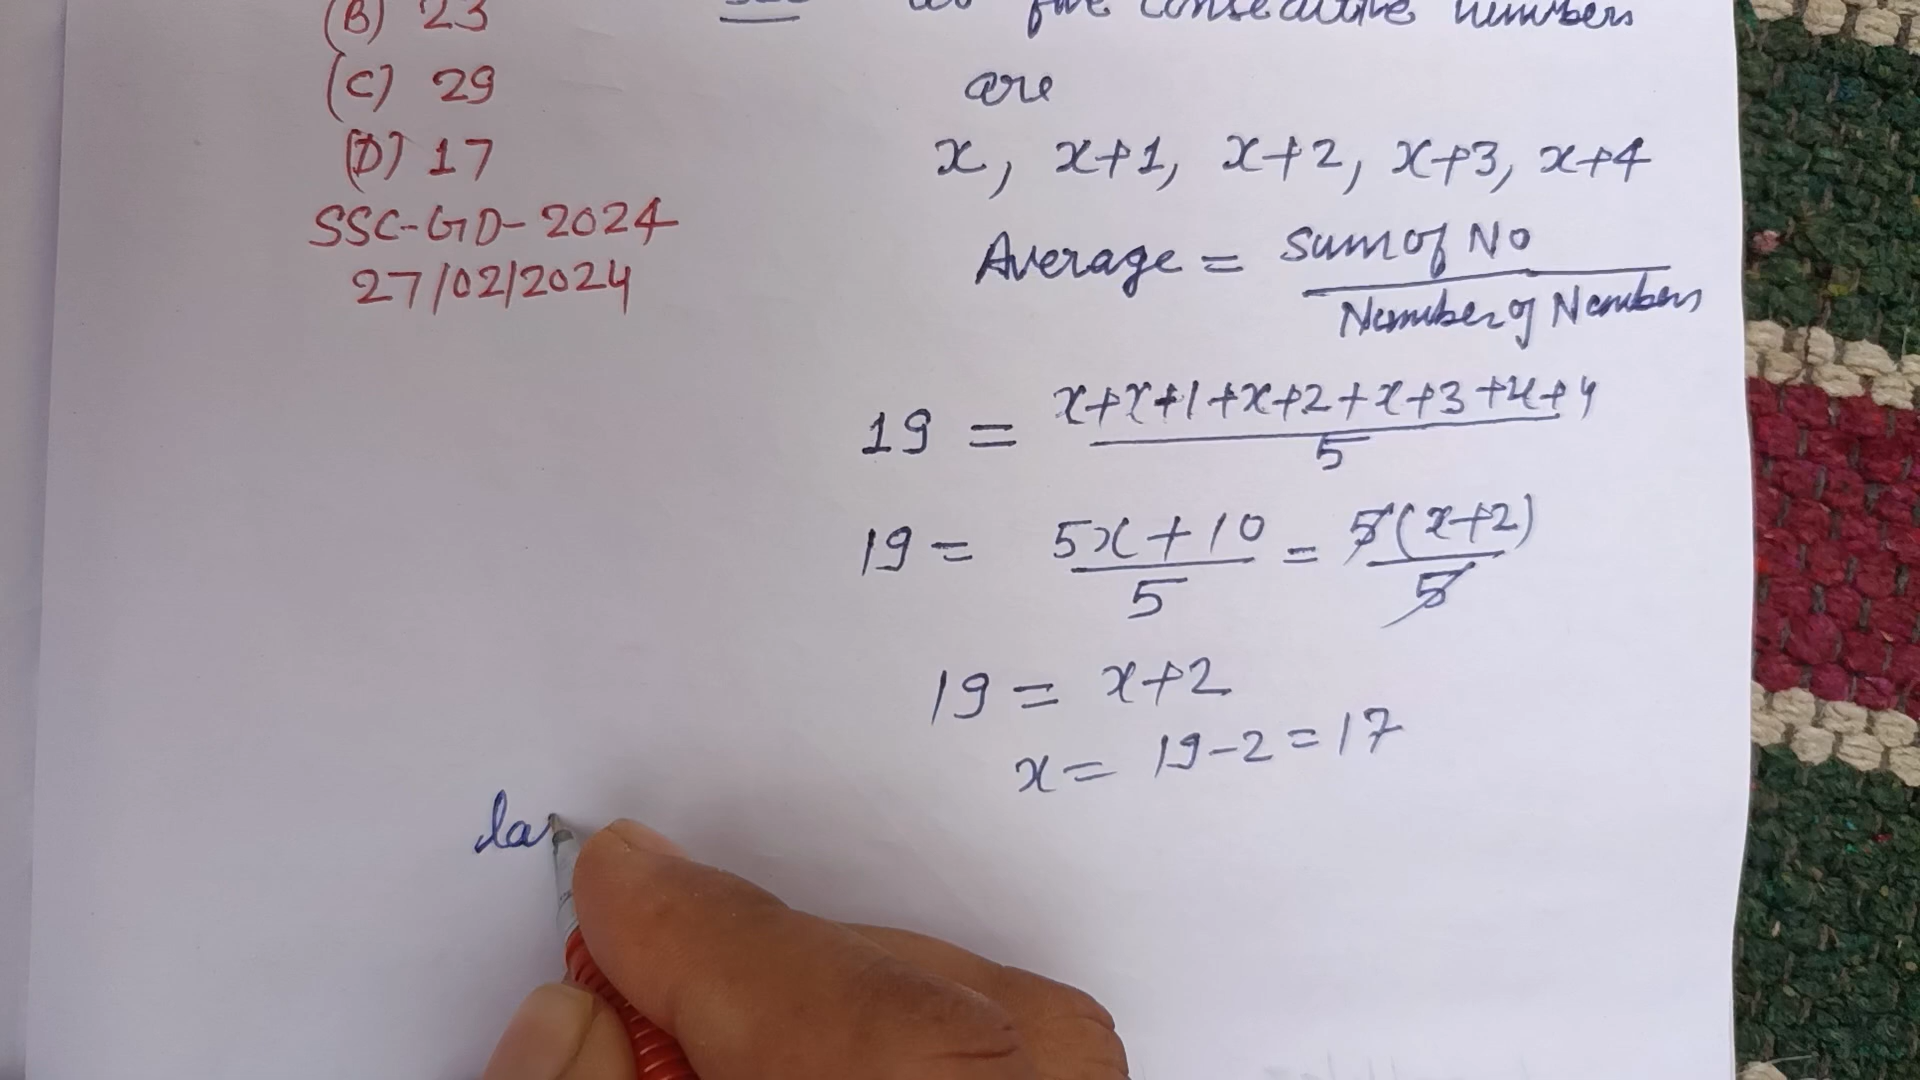 (B) 23
(C) 29
(D) 17
SSC-GD-2024
27/02/2024
five consecutive numbers
are
x, x+1, x+2, x+3, x+4
Average = Sum of No / Number of Numbers
19 = x+x+1+x+2+x+3+x+4 / 5
19 = 5x+10 / 5 = 5(x+2) / 5
19 = x+2
x = 19-2 = 17
la